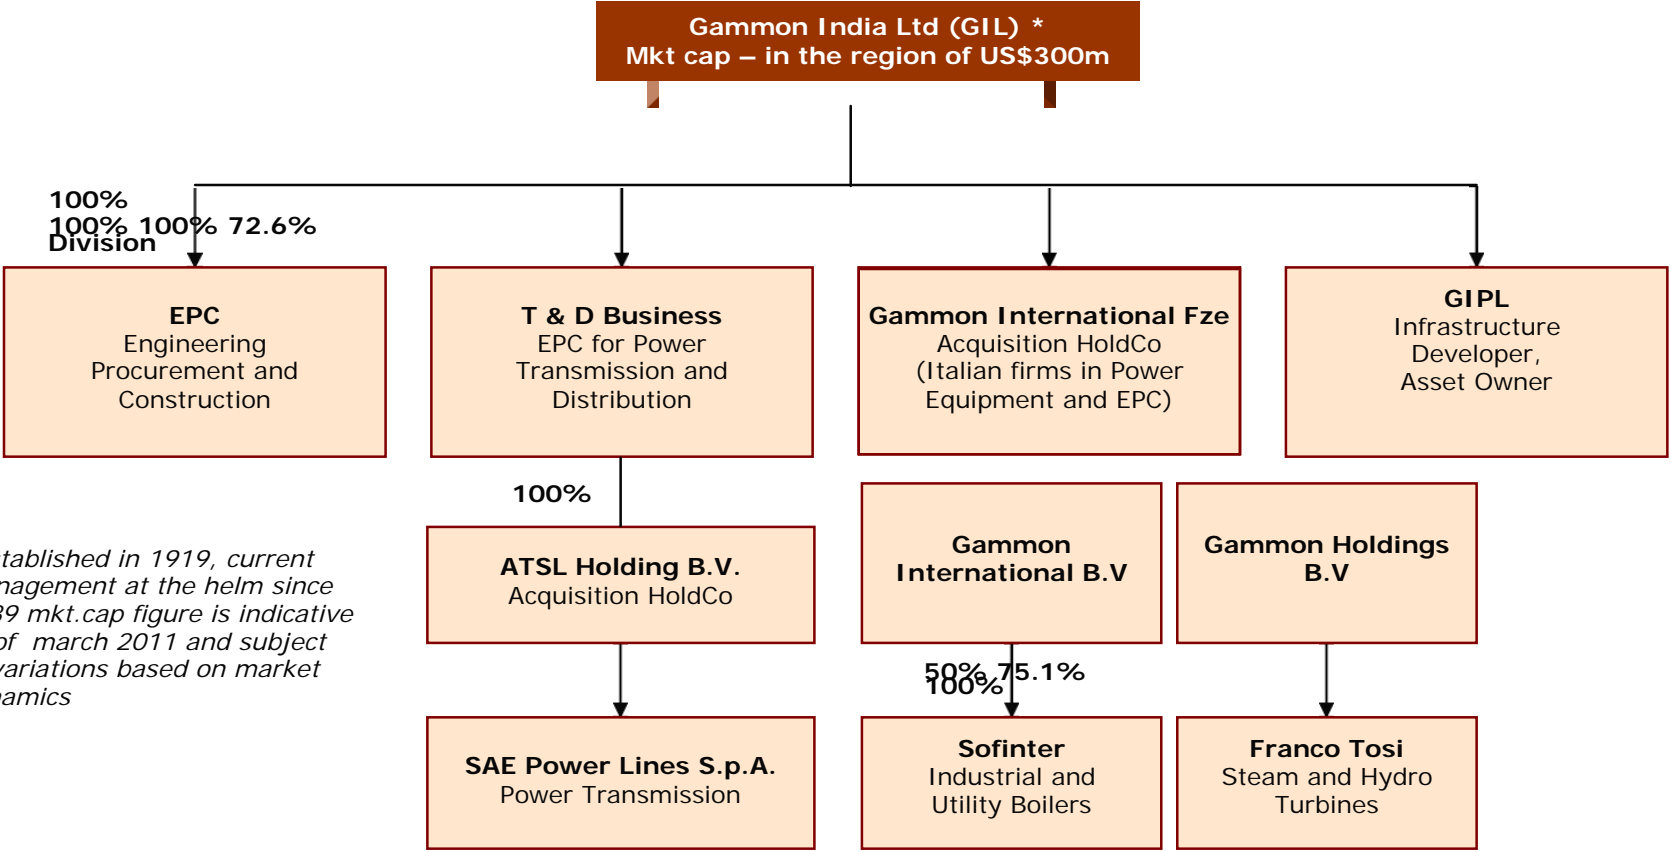 Gammon India Ltd (GIL) *
Mkt cap – in the region of US$300m
100%
100% 100% 72.6%
Division
EPC
Engineering
Procurement and
Construction
T & D Business
EPC for Power
Transmission and
Distribution
Gammon International Fze
Acquisition HoldCo
(Italian firms in Power
Equipment and EPC)
GIPL
Infrastructure
Developer,
Asset Owner
100%
ATSL Holding B.V.
Acquisition HoldCo
Gammon
International B.V
Gammon Holdings
B.V
tablished in 1919, current
nagement at the helm since
39 mkt.cap figure is indicative
of march 2011 and subject
variations based on market
namics
50% 75.1%
100%
SAE Power Lines S.p.A.
Power Transmission
Sofinter
Industrial and
Utility Boilers
Franco Tosi
Steam and Hydro
Turbines